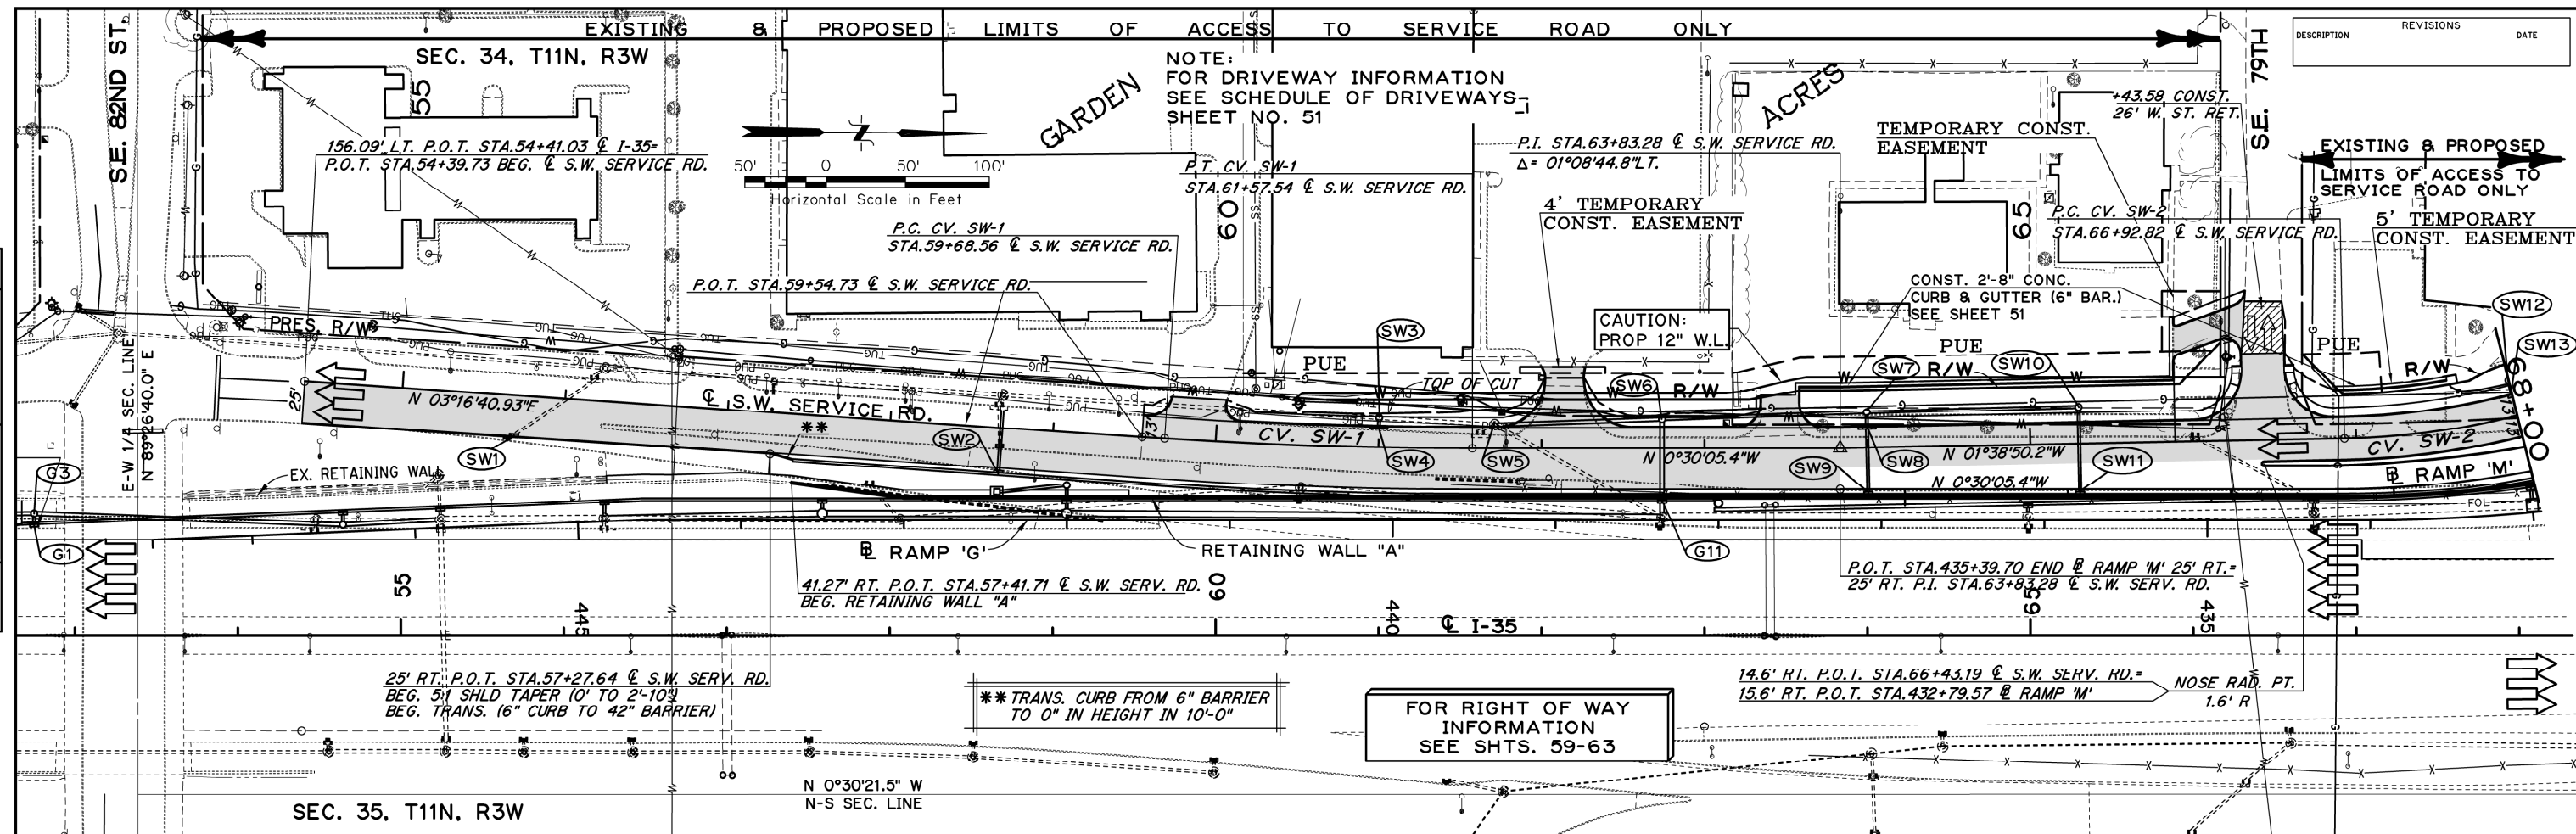 EXISTING & PROPOSED LIMITS OF ACCESS TO SERVICE ROAD ONLY
REVISIONS
DESCRIPTION DATE
S.E. 82ND ST.
SEC. 34, T11N, R3W
55
GARDEN
NOTE:
FOR DRIVEWAY INFORMATION
SEE SCHEDULE OF DRIVEWAYS
SHEET NO. 51
ACRES
+43.58 CONST.
26' W. ST. RET.
S.E. 79TH
TEMPORARY CONST.
EASEMENT
EXISTING & PROPOSED
LIMITS OF ACCESS TO
SERVICE ROAD ONLY
156.09' LT. P.O.T. STA.54+41.03 ℄ I-35=
P.O.T. STA.54+39.73 BEG. ℄ S.W. SERVICE RD.
N
50' 0 50' 100'
Horizontal Scale in Feet
P.T. CV. SW-1
STA.61+57.54 ℄ S.W. SERVICE RD.
P.I. STA.63+83.28 ℄ S.W. SERVICE RD.
Δ= 01°08'44.8"LT.
4' TEMPORARY
CONST. EASEMENT
60
65
P.C. CV. SW-2
STA.66+92.82 ℄ S.W. SERVICE RD.
5' TEMPORARY
CONST. EASEMENT
P.C. CV. SW-1
STA.59+68.56 ℄ S.W. SERVICE RD.
P.O.T. STA.59+54.73 ℄ S.W. SERVICE RD.
CONST. 2'-8" CONC.
CURB & GUTTER (6" BAR.)
SEE SHEET 51
CAUTION:
PROP 12" W.L.
PRES. R/W
PUE
PUE
PUE
SW3
SW6
SW7
SW10
SW12
SW13
TOP OF CUT
R/W
R/W
R/W
68+00
E-W 1/4 SEC. LINE
N 89°26'40.0" E
25'
N 03°16'40.93"E
℄ S.W. SERVICE RD.
**
13'
CV. SW-1
SW1
SW2
SW4
SW5
N 0°30'05.4"W
SW9
SW8
N 01°38'50.2"W
SW11
CV. SW-2
13'
13'
G3
EX. RETAINING WALL
N 0°30'05.4"W
℄ RAMP 'M'
FOL
G1
℄ RAMP 'G'
RETAINING WALL "A"
G11
55
41.27' RT. P.O.T. STA.57+41.71 ℄ S.W. SERV. RD.
BEG. RETAINING WALL "A"
60
P.O.T. STA.435+39.70 END ℄ RAMP 'M' 25' RT.=
25' RT. P.I. STA.63+83.28 ℄ S.W. SERV. RD.
65
445
440
℄ I-35
435
25' RT. P.O.T. STA.57+27.64 ℄ S.W. SERV. RD.
BEG. 5:1 SHLD TAPER (0' TO 2'-10")
BEG. TRANS. (6" CURB TO 42" BARRIER)
** TRANS. CURB FROM 6" BARRIER
TO 0" IN HEIGHT IN 10'-0"
FOR RIGHT OF WAY
INFORMATION
SEE SHTS. 59-63
14.6' RT. P.O.T. STA.66+43.19 ℄ S.W. SERV. RD.=
15.6' RT. P.O.T. STA.432+79.57 ℄ RAMP 'M'
NOSE RAD. PT.
1.6' R
N 0°30'21.5" W
N-S SEC. LINE
SEC. 35, T11N, R3W